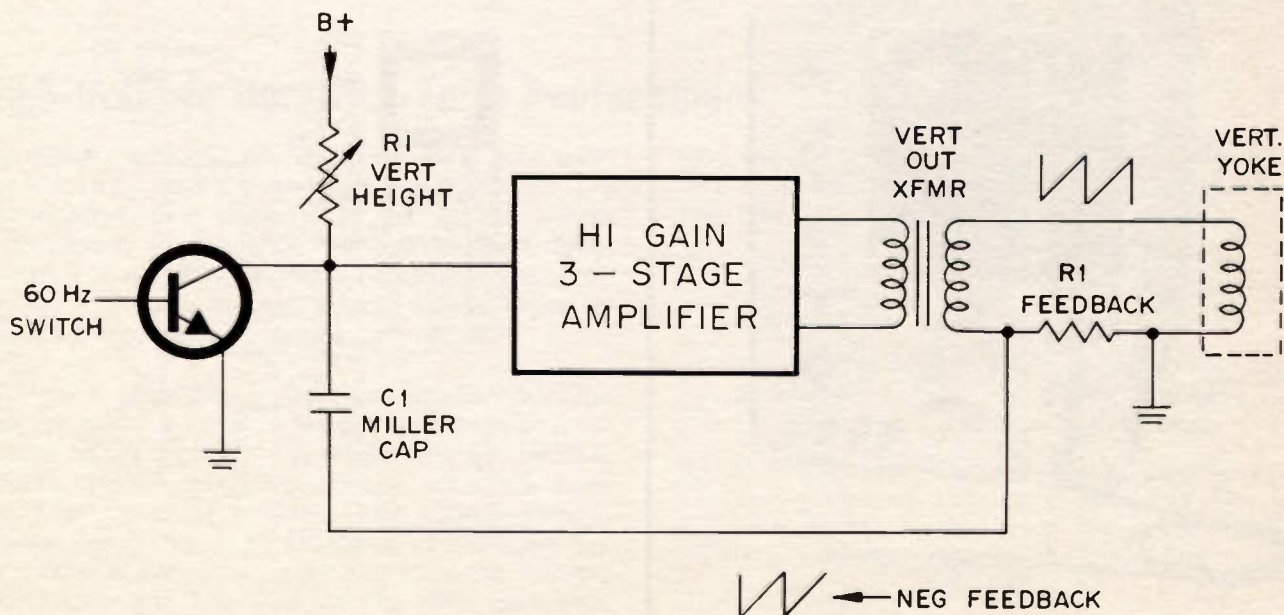 B+
R1
VERT
HEIGHT
60 Hz
SWITCH
C1
MILLER
CAP
HI GAIN
3 – STAGE
AMPLIFIER
VERT
OUT
XFMR
R1
FEEDBACK
VERT.
YOKE
NEG FEEDBACK